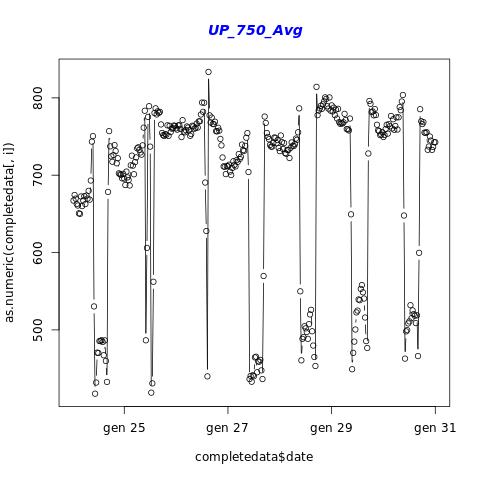 UP_750_Avg
as.numeric(completedata[, i])
800
700
600
500
gen 25
gen 27
gen 29
gen 31
completedata$date